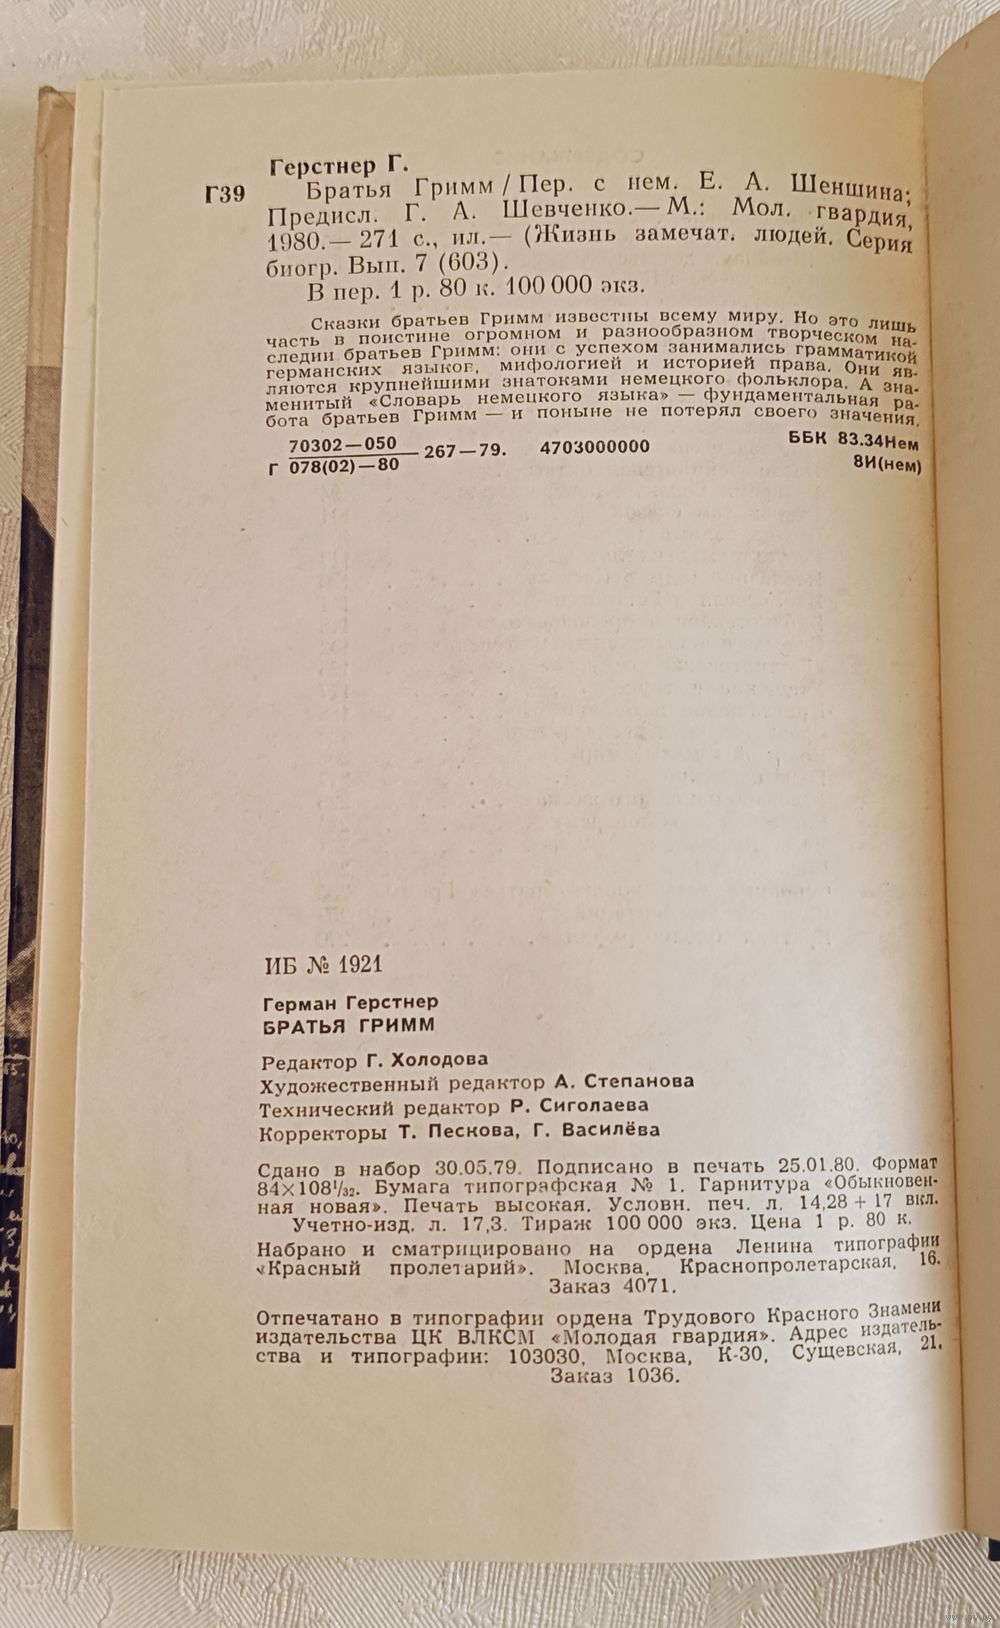 Герстнер Г.
Г39 Братья Гримм / Пер. с нем. Е. А. Шеншина;
Предисл. Г. А. Шевченко.— М.: Мол. гвардия,
1980.— 271 с., ил.— (Жизнь замечат. людей. Серия
биогр. Вып. 7 (603).
В пер. 1 р. 80 к. 100 000 экз.
Сказки братьев Гримм известны всему миру. Но это лишь
часть в поистине огромном и разнообразном творческом на-
следии братьев Гримм: они с успехом занимались грамматикой
германских языков, мифологией и историей права. Они яв-
ляются крупнейшими знатоками немецкого фольклора. А зна-
менитый «Словарь немецкого языка» — фундаментальная ра-
бота братьев Гримм — и поныне не потерял своего значения.
70302—050
Г 078(02)—80 —267—79. 4703000000
ББК 83.34Нем
8И(нем)
ИБ № 1921
Герман Герстнер
БРАТЬЯ ГРИММ
Редактор Г. Холодова
Художественный редактор А. Степанова
Технический редактор Р. Сиголаева
Корректоры Т. Пескова, Г. Василёва
Сдано в набор 30.05.79. Подписано в печать 25.01.80. Формат
84×108¹/₃₂. Бумага типографская № 1. Гарнитура «Обыкновен-
ная новая». Печать высокая. Условн. печ. л. 14,28 + 17 вкл.
Учетно-изд. л. 17,3. Тираж 100 000 экз. Цена 1 р. 80 к.
Набрано и сматрицировано на ордена Ленина типографии
«Красный пролетарий». Москва, Краснопролетарская, 16.
Заказ 4071.
Отпечатано в типографии ордена Трудового Красного Знамени
издательства ЦК ВЛКСМ «Молодая гвардия». Адрес издатель-
ства и типографии: 103030, Москва, К-30, Сущевская, 21.
Заказ 1036.